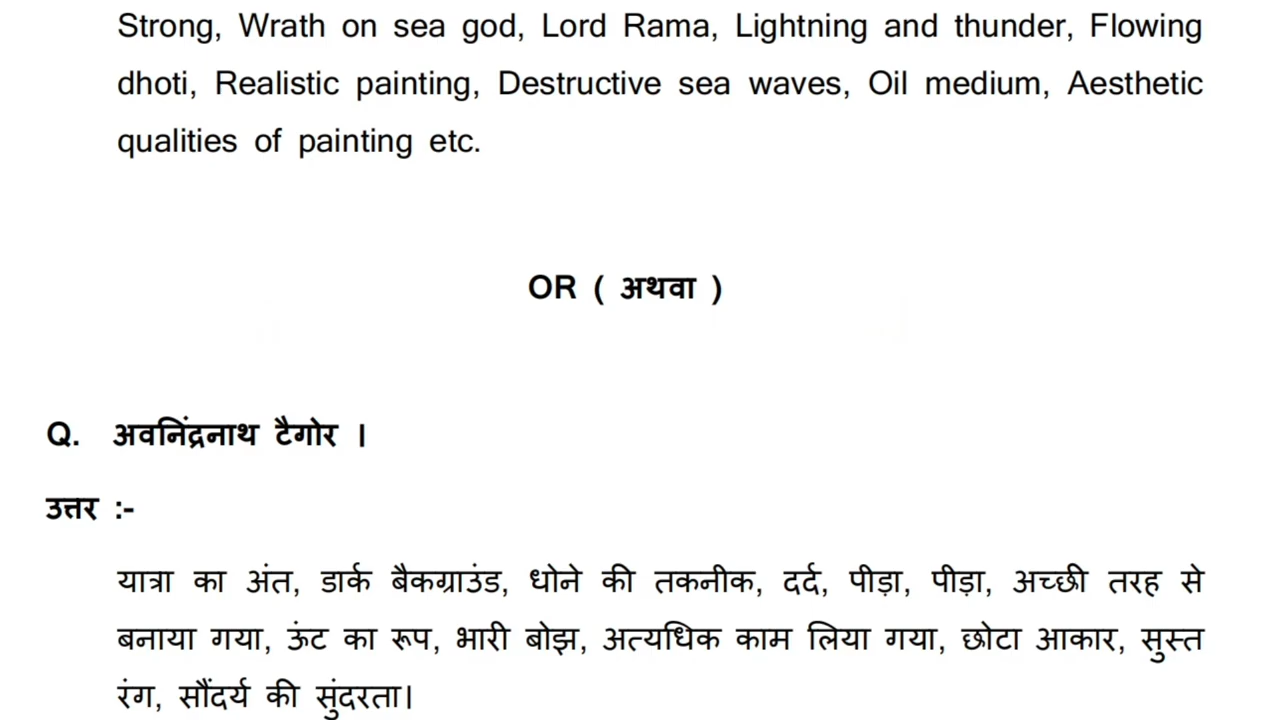 Strong, Wrath on sea god, Lord Rama, Lightning and thunder, Flowing
dhoti, Realistic painting, Destructive sea waves, Oil medium, Aesthetic
qualities of painting etc.
OR ( अथवा )
Q. अवनिंद्रनाथ टैगोर ।
उत्तर :-
यात्रा का अंत, डार्क बैकग्राउंड, धोने की तकनीक, दर्द, पीड़ा, पीड़ा, अच्छी तरह से
बनाया गया, ऊंट का रूप, भारी बोझ, अत्यधिक काम लिया गया, छोटा आकार, सुस्त
रंग, सौंदर्य की सुंदरता।